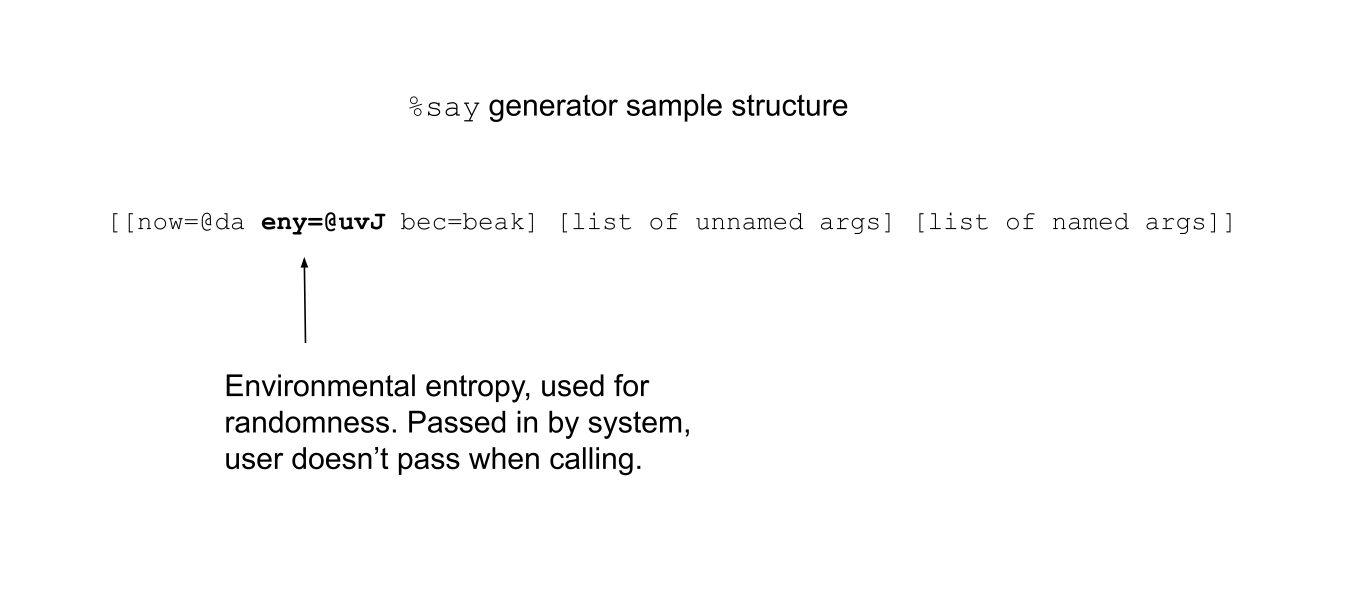 %say generator sample structure
[[now=@da eny=@uvJ bec=beak] [list of unnamed args] [list of named args]]
Environmental entropy, used for
randomness. Passed in by system,
user doesn’t pass when calling.